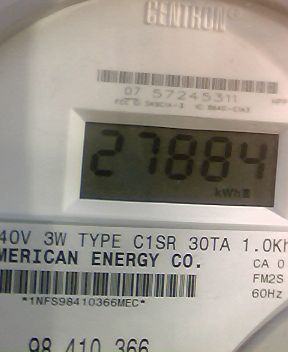 CENTRON®
07 57245311
27884
kWh
40V 3W TYPE C1SR 30TA 1.0Kh
MERICAN ENERGY CO.
CA 0
FM2S
60Hz
*1NFS98410366MEC*
98 410 366